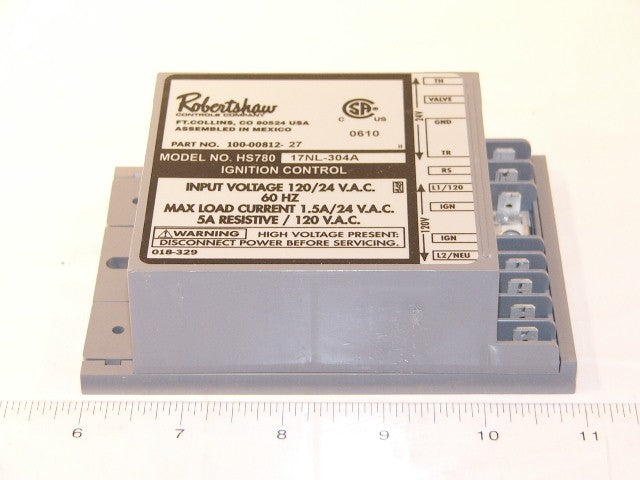 Robertshaw
CONTROLS COMPANY
FT. COLLINS, CO 80524 USA
ASSEMBLED IN MEXICO
C US
0610
PART NO. 100-00812- 27
MODEL NO. HS780 17NL-304A
IGNITION CONTROL
INPUT VOLTAGE 120/24 V.A.C.
60 HZ
MAX LOAD CURRENT 1.5A/24 V.A.C.
5A RESISTIVE / 120 V.A.C.
WARNING HIGH VOLTAGE PRESENT:
DISCONNECT POWER BEFORE SERVICING.
018-329
24V
120V
TH
VALVE
GND
TR
RS
L1/120
IGN
IGN
L2/NEU
6 7 8 9 10 11